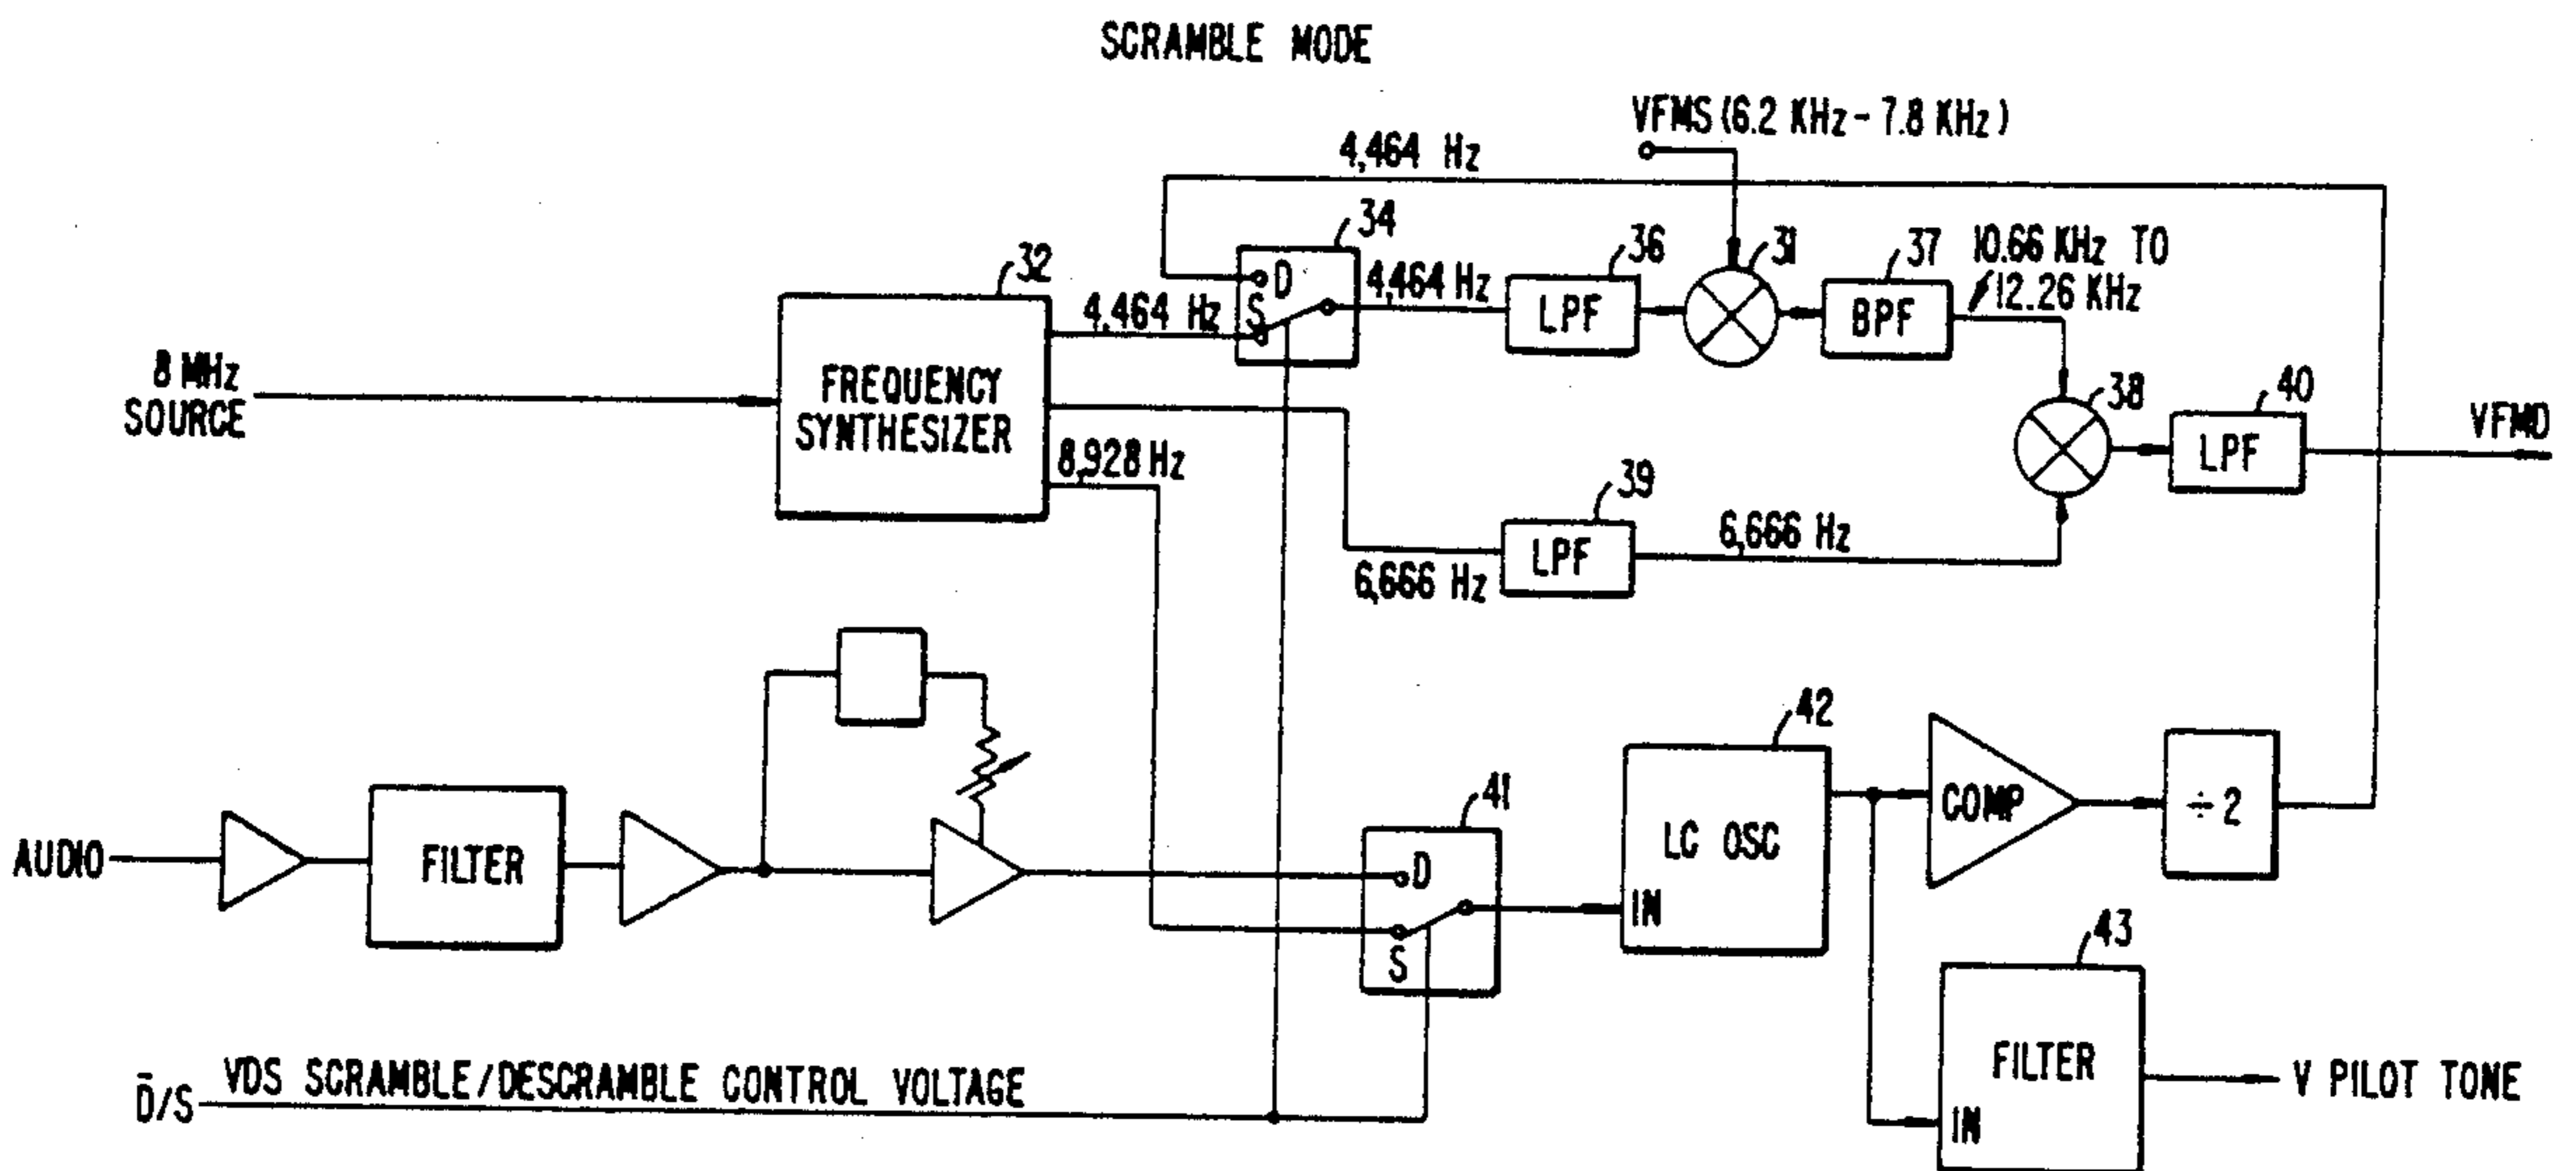 SCRAMBLE MODE
VFMS (6.2 KHz - 7.8 KHz)
4,464 Hz
34
D
S
4,464 Hz
36
LPF
31
37
BPF
10.66 KHz TO
12.26 KHz
32
4,464 Hz
8 MHz
SOURCE
FREQUENCY
SYNTHESIZER
8,928 Hz
38
40
LPF
VFMD
39
LPF
6,666 Hz
6,666 Hz
42
LC OSC
IN
COMP
÷2
41
D
S
AUDIO
FILTER
43
FILTER
IN
V PILOT TONE
D̄/S
VDS SCRAMBLE/DESCRAMBLE CONTROL VOLTAGE